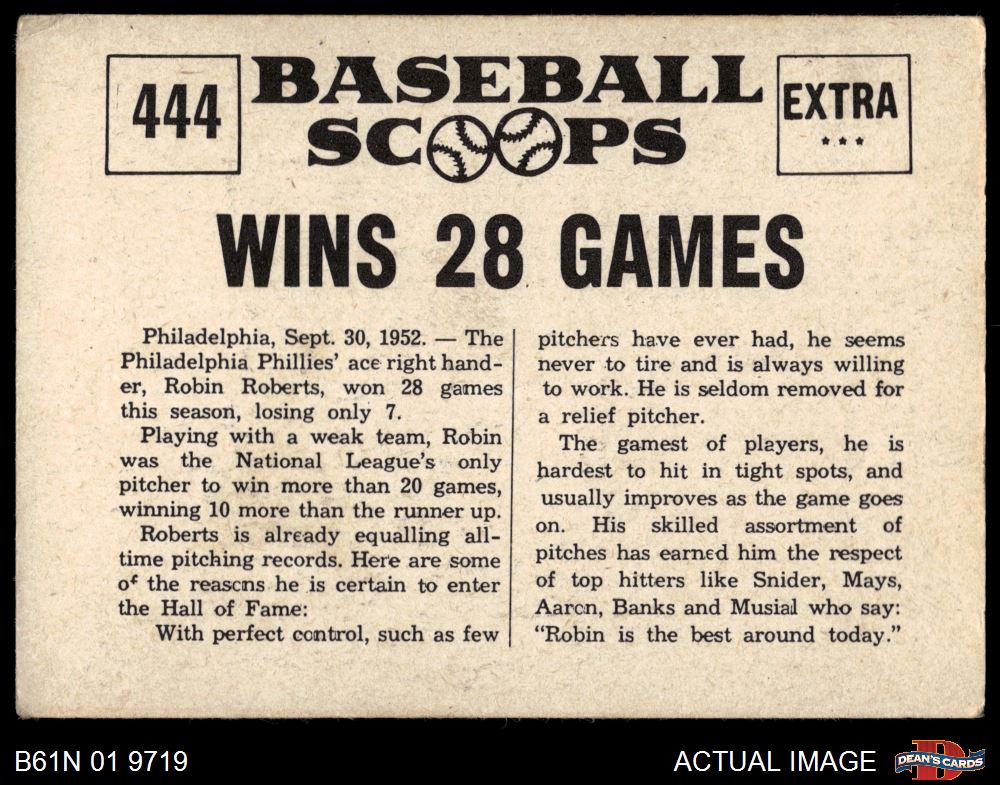 444
BASEBALL
SCOOPS
EXTRA
WINS 28 GAMES
Philadelphia, Sept. 30, 1952. — The
Philadelphia Phillies' ace right hand-
er, Robin Roberts, won 28 games
this season, losing only 7.
Playing with a weak team, Robin
was the National League's only
pitcher to win more than 20 games,
winning 10 more than the runner up.
Roberts is already equalling all-
time pitching records. Here are some
of the reasons he is certain to enter
the Hall of Fame:
With perfect control, such as few
pitchers have ever had, he seems
never to tire and is always willing
to work. He is seldom removed for
a relief pitcher.
The gamest of players, he is
hardest to hit in tight spots, and
usually improves as the game goes
on. His skilled assortment of
pitches has earned him the respect
of top hitters like Snider, Mays,
Aaron, Banks and Musial who say:
"Robin is the best around today."
B61N 01 9719
ACTUAL IMAGE
D
DEAN'S CARDS